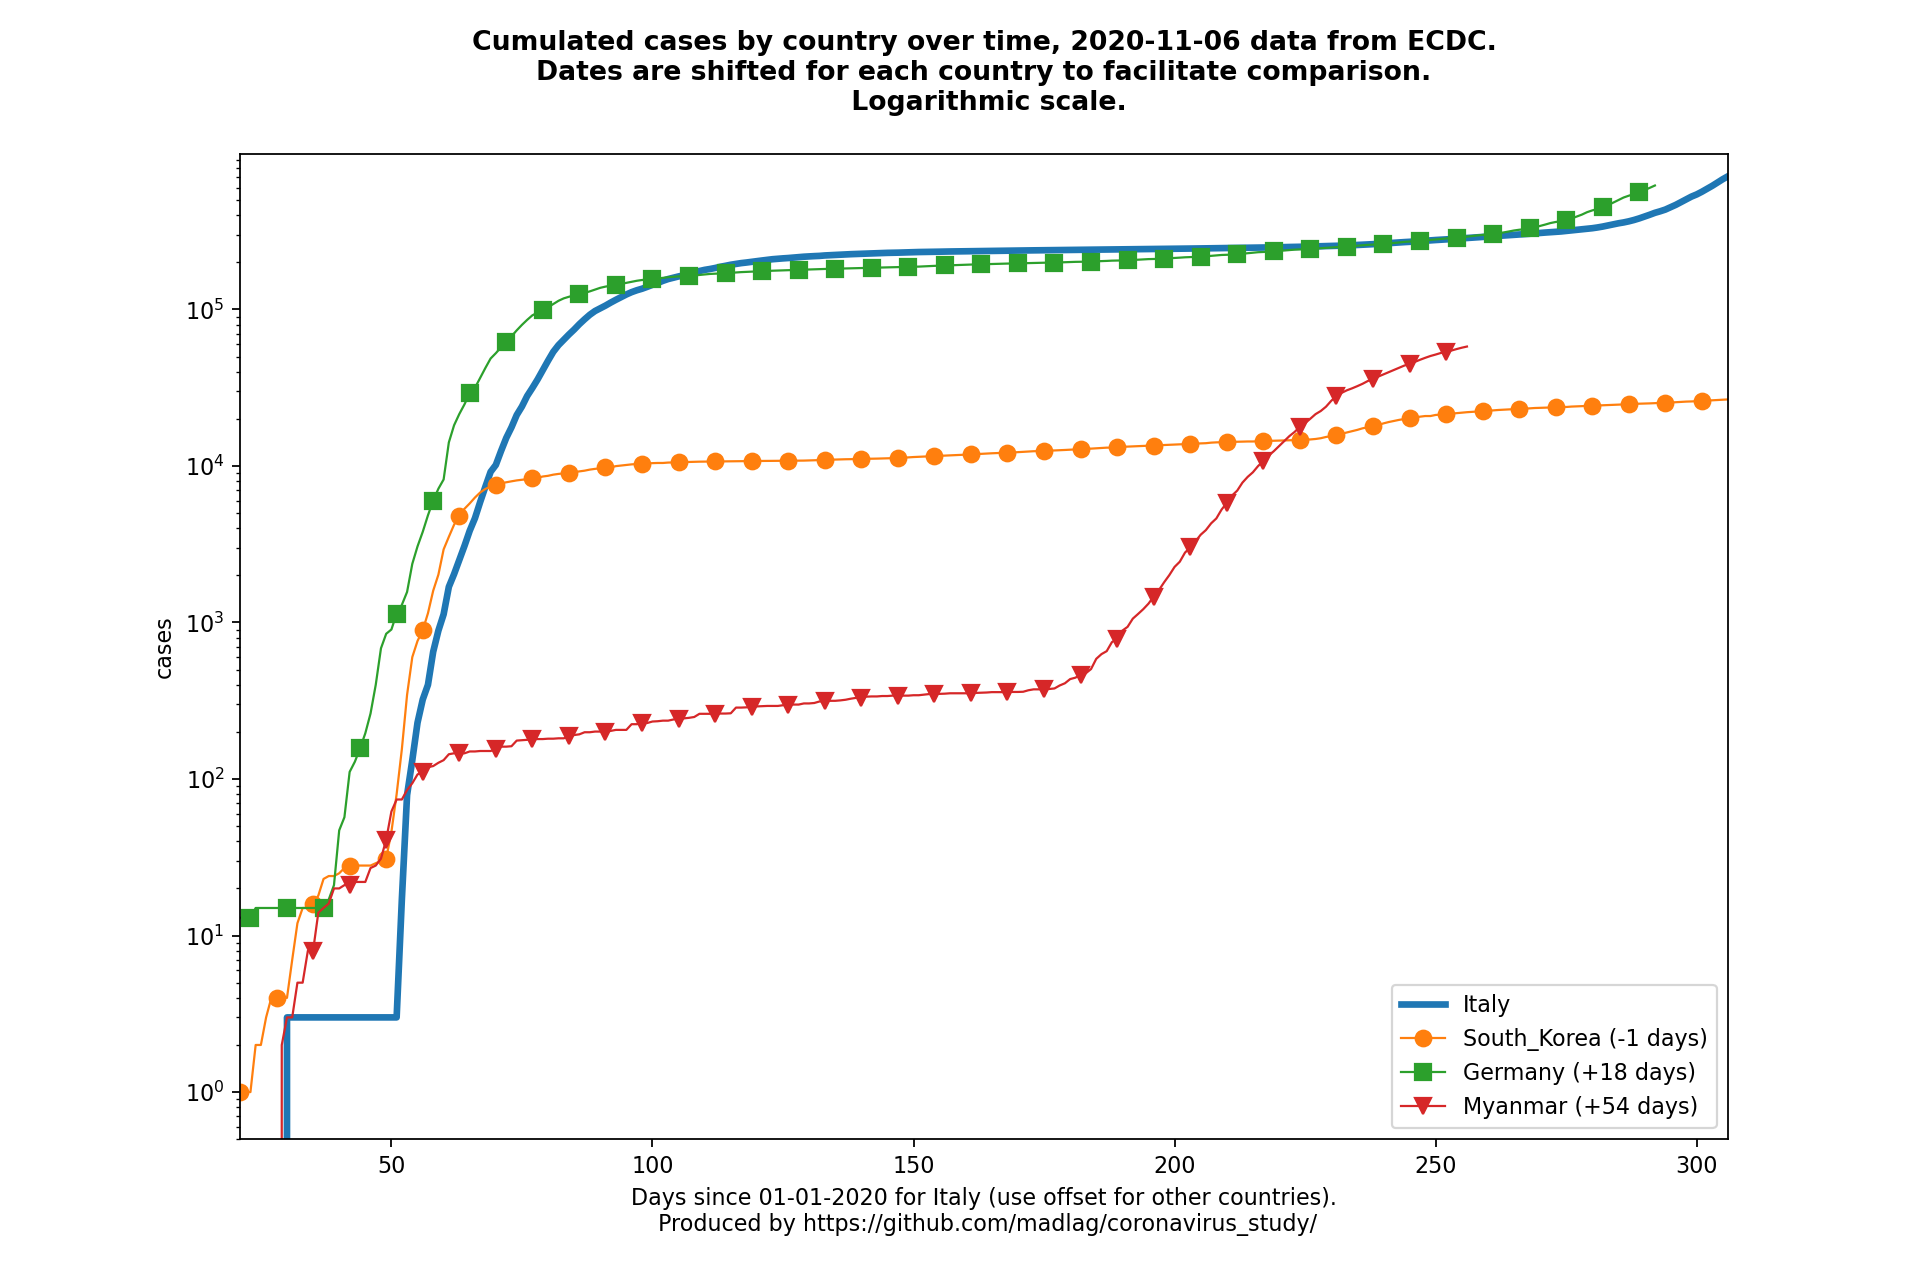 Cumulated cases by country over time, 2020-11-06 data from ECDC.
Dates are shifted for each country to facilitate comparison.
Logarithmic scale.
10^5
10^4
10^3
10^2
10^1
10^0
cases
50
100
150
200
250
300
Italy
South_Korea (-1 days)
Germany (+18 days)
Myanmar (+54 days)
Days since 01-01-2020 for Italy (use offset for other countries).
Produced by https://github.com/madlag/coronavirus_study/